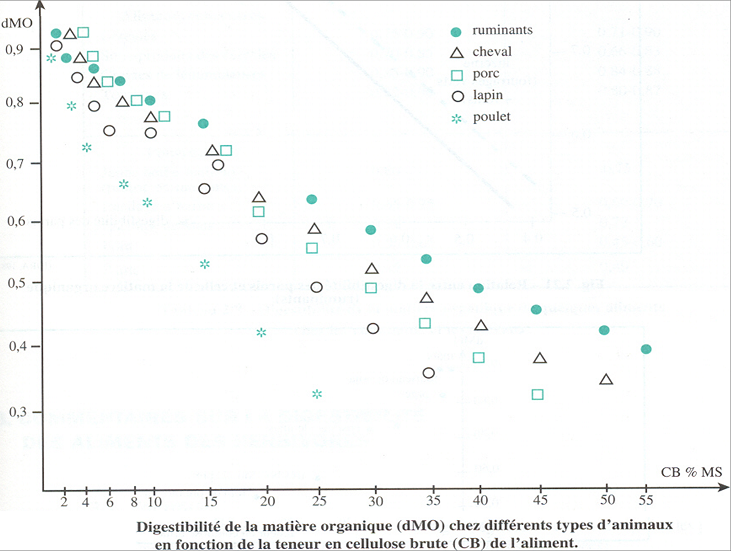 dMO
ruminants
cheval
porc
lapin
poulet
0,9
0,8
0,7
0,6
0,5
0,4
0,3
CB % MS
2 4 6 8 10 15 20 25 30 35 40 45 50 55
Digestibilité de la matière organique (dMO) chez différents types d'animaux
en fonction de la teneur en cellulose brute (CB) de l'aliment.